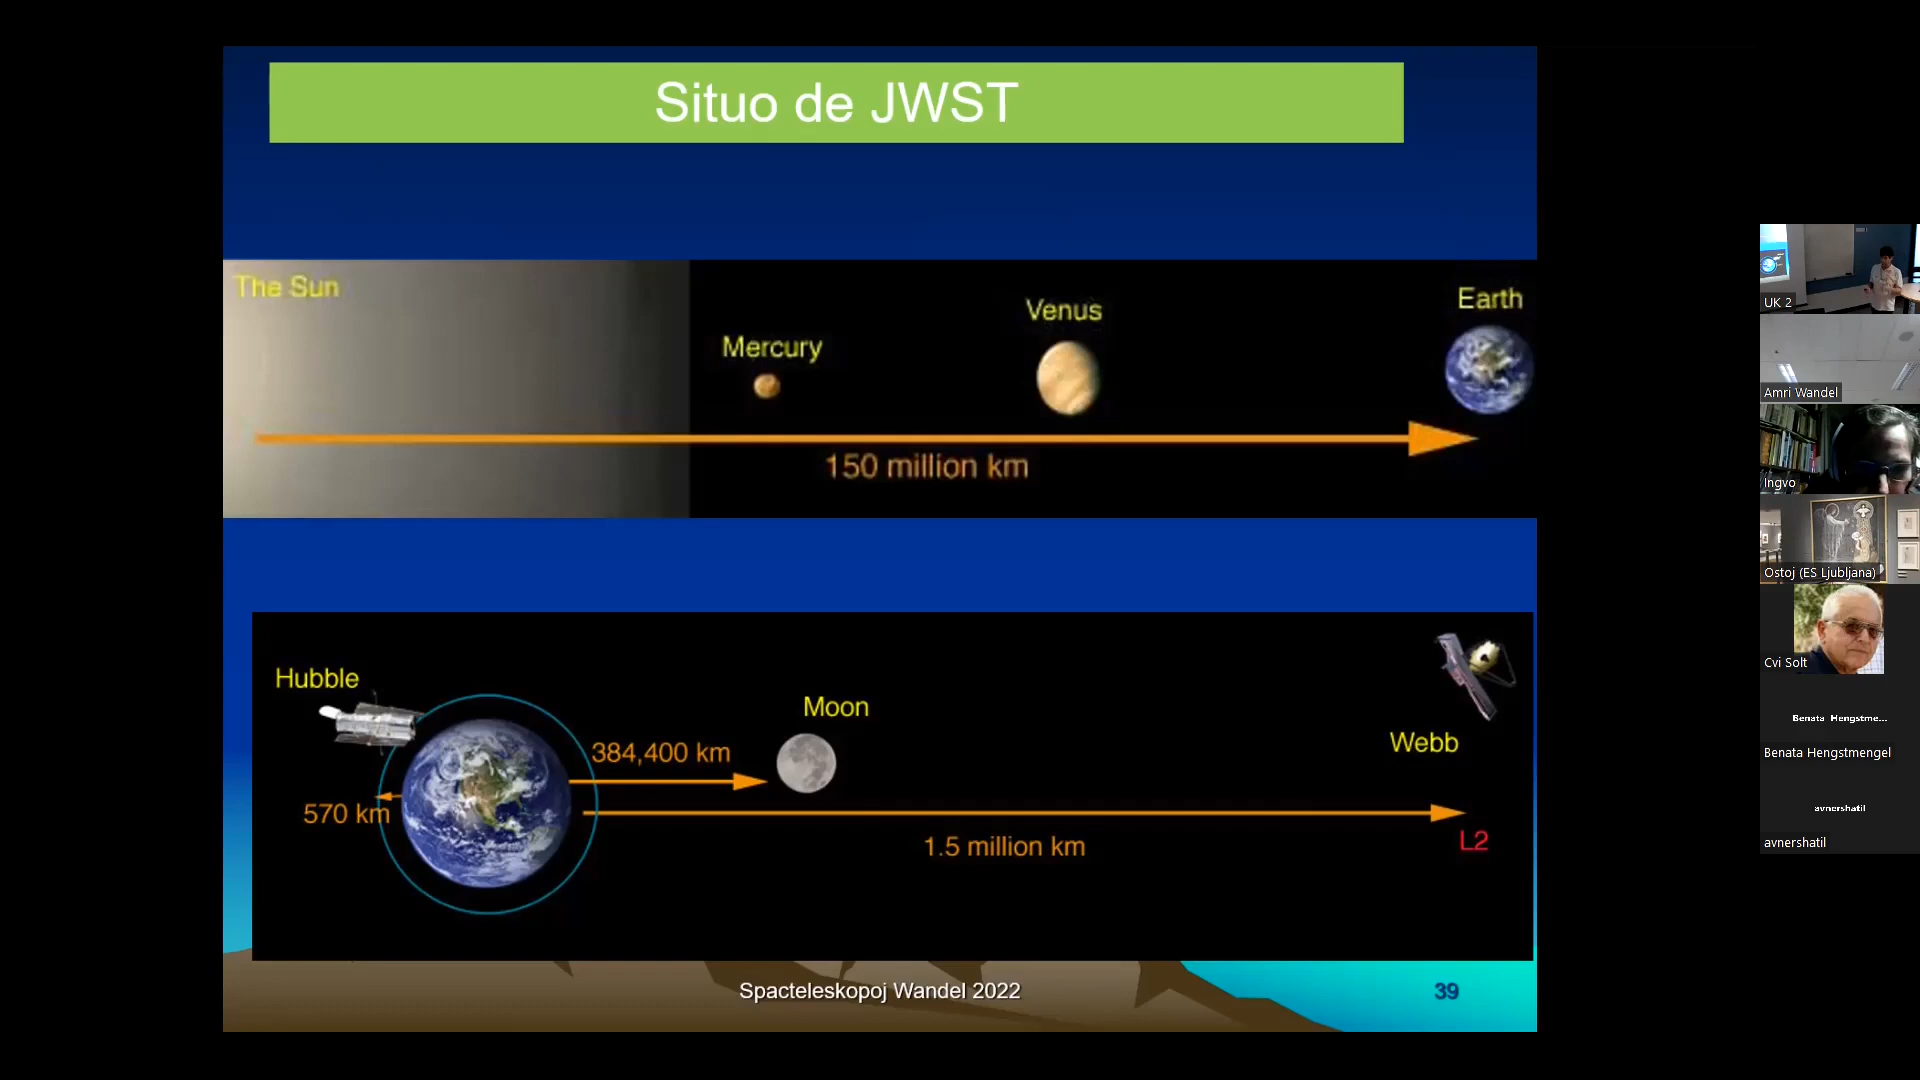 Situo de JWST
The Sun
Mercury
Venus
Earth
150 million km
Hubble
Moon
384,400 km
Webb
570 km
1.5 million km
L2
Spacteleskopoj Wandel 2022
39
UK 2
Amri Wandel
Ingvo
Ostoj (ES Ljubljana)
Cvi Solt
Benata Hengstme...
Benata Hengstmengel
avnershatil
avnershatil